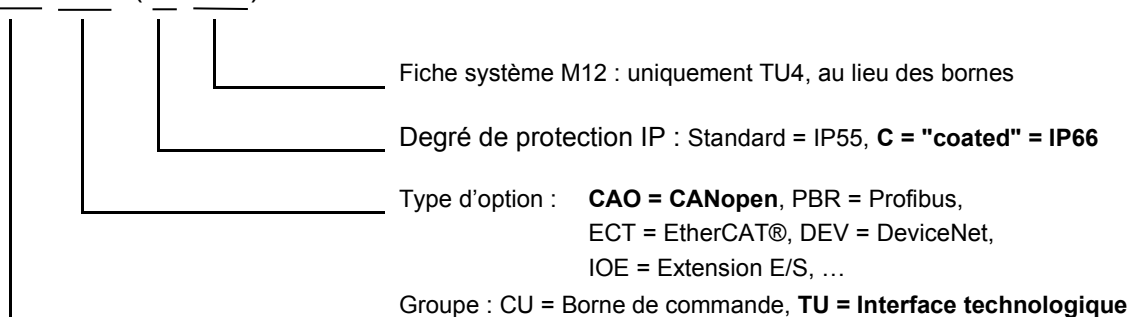 Fiche système M12 : uniquement TU4, au lieu des bornes
Degré de protection IP : Standard = IP55, C = "coated" = IP66
Type d’option : CAO = CANopen, PBR = Profibus,
ECT = EtherCAT®, DEV = DeviceNet,
IOE = Extension E/S, …
Groupe : CU = Borne de commande, TU = Interface technologique